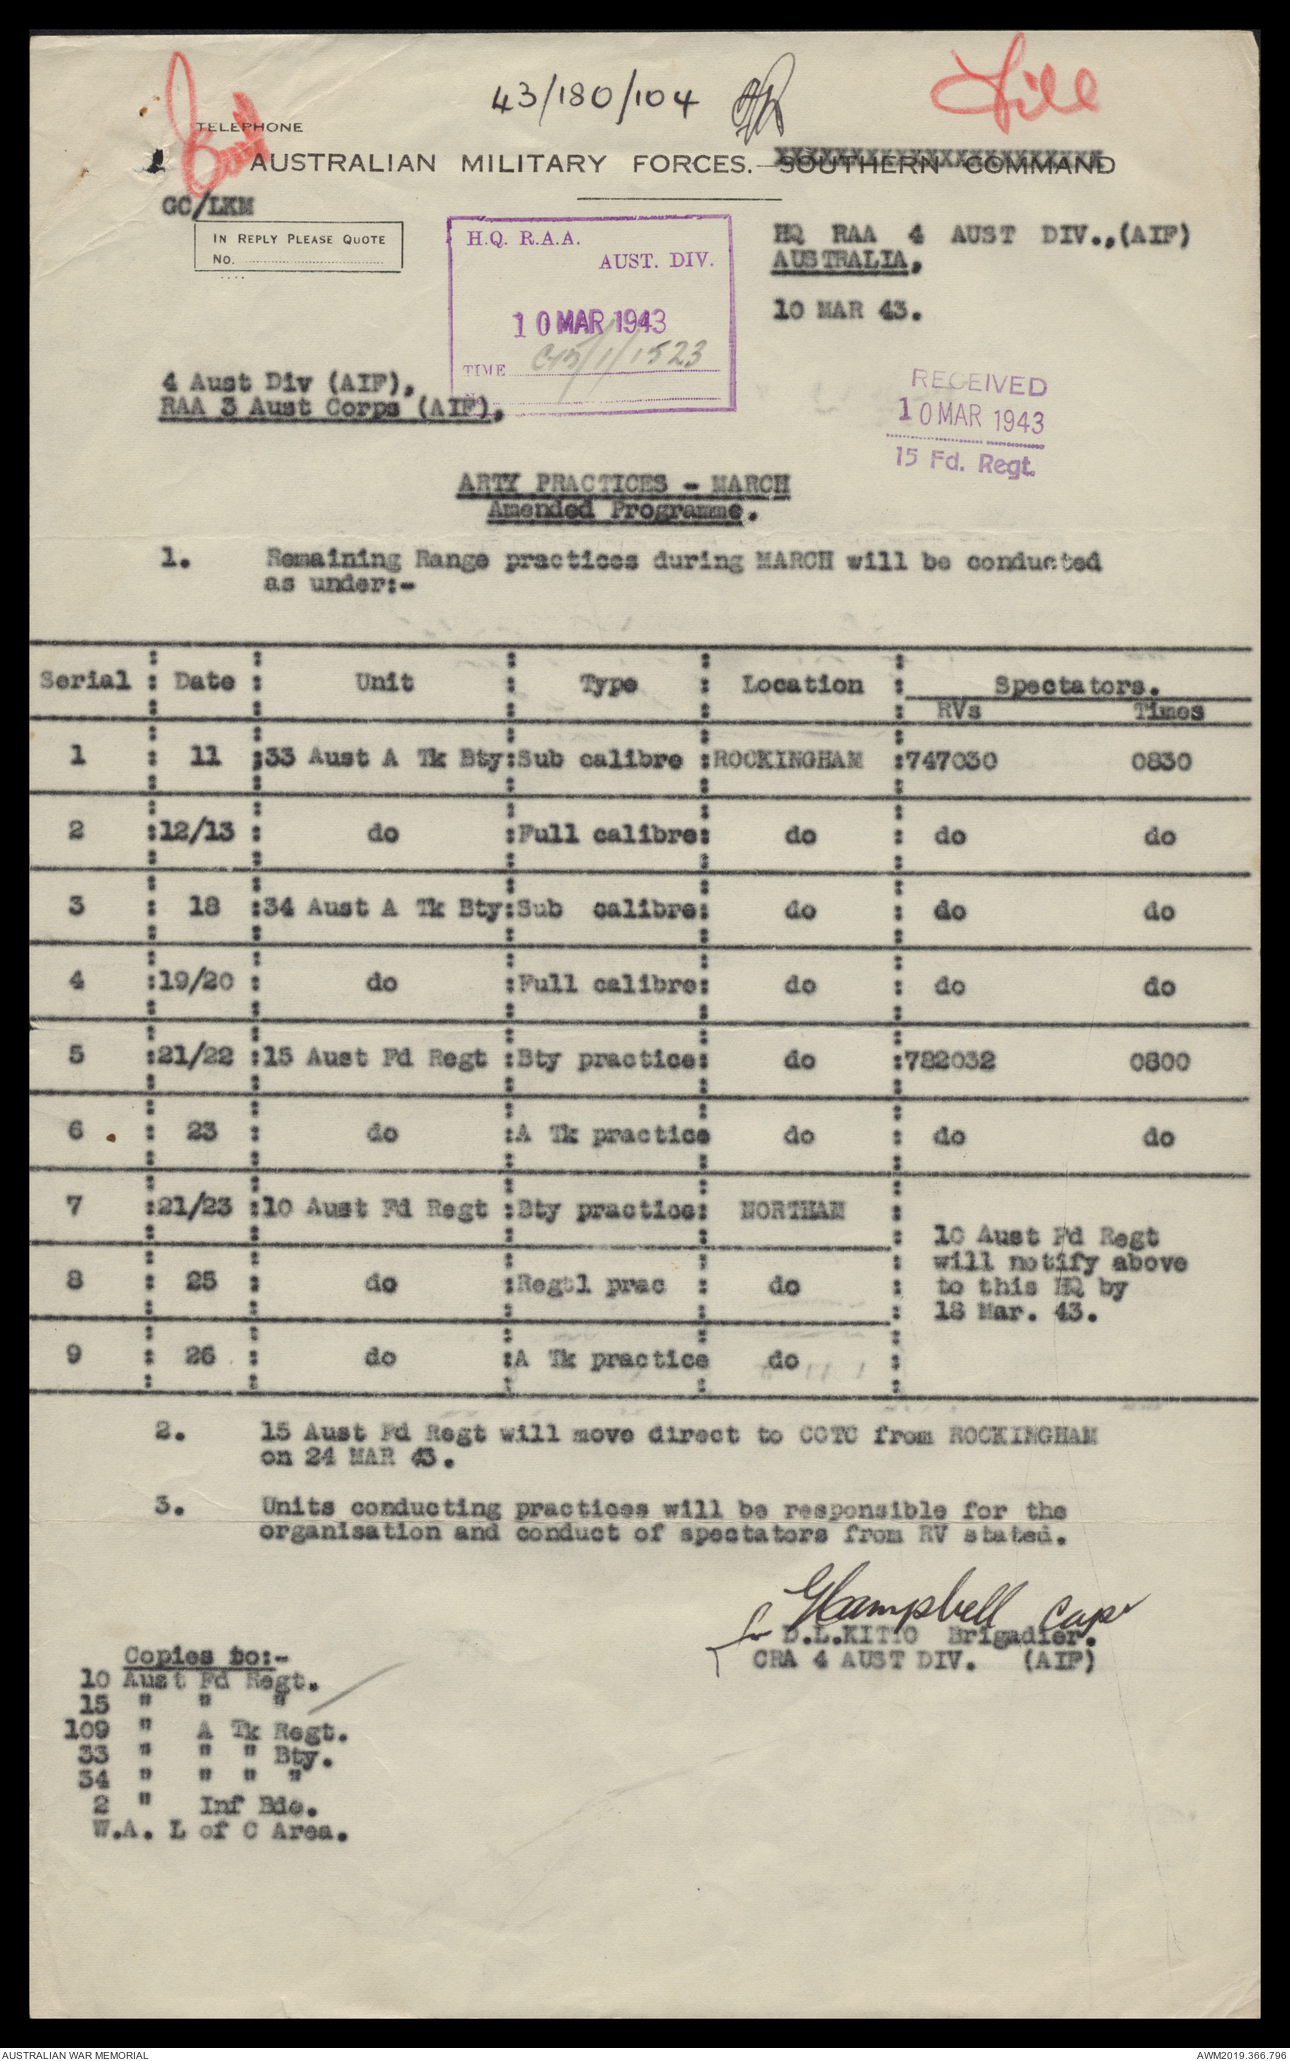 43/180/104
File
TELEPHONE
AUSTRALIAN MILITARY FORCES. SOUTHERN COMMAND
GC/LKM
IN REPLY PLEASE QUOTE
No.
H.Q. R.A.A.
AUST. DIV.
10 MAR 1943
TIME G15/1/1523
HQ RAA 4 AUST DIV.,(AIF)
AUSTRALIA,
10 MAR 43.
4 Aust Div (AIF),
RAA 3 Aust Corps (AIF),
RECEIVED
10 MAR 1943
15 Fd. Regt.
ARTY PRACTICES - MARCH
Amended Programme.
1. Remaining Range practices during MARCH will be conducted
as under:-
Serial : Date : Unit : Type : Location : Spectators.
RVs Times
1 : 11 :33 Aust A Tk Bty:Sub calibre :ROCKINGHAM :747030 0830
2 :12/13 : do :Full calibre: do : do do
3 : 18 :34 Aust A Tk Bty:Sub calibre: do : do do
4 :19/20 : do :Full calibre: do : do do
5 :21/22 :15 Aust Fd Regt :Bty practice: do :782032 0800
6 : 23 : do :A Tk practice do : do do
7 :21/23 :10 Aust Fd Regt :Bty practice: NORTHAM :
10 Aust Fd Regt
will notify above
8 : 25 : do :Regtl prac : do : to this HQ by
18 Mar. 43.
9 : 26 : do :A Tk practice do :
2. 15 Aust Fd Regt will move direct to COTC from ROCKINGHAM
on 24 MAR 43.
3. Units conducting practices will be responsible for the
organisation and conduct of spectators from RV stated.
GCampbell Capt
for D.L.KITTO Brigadier.
CRA 4 AUST DIV. (AIF)
Copies to:-
10 Aust Fd Regt.
15 " " "
109 " A Tk Regt.
33 " " " Bty.
34 " " " "
2 " Inf Bde.
W.A. L of C Area.
AUSTRALIAN WAR MEMORIAL
AWM2019.366.796